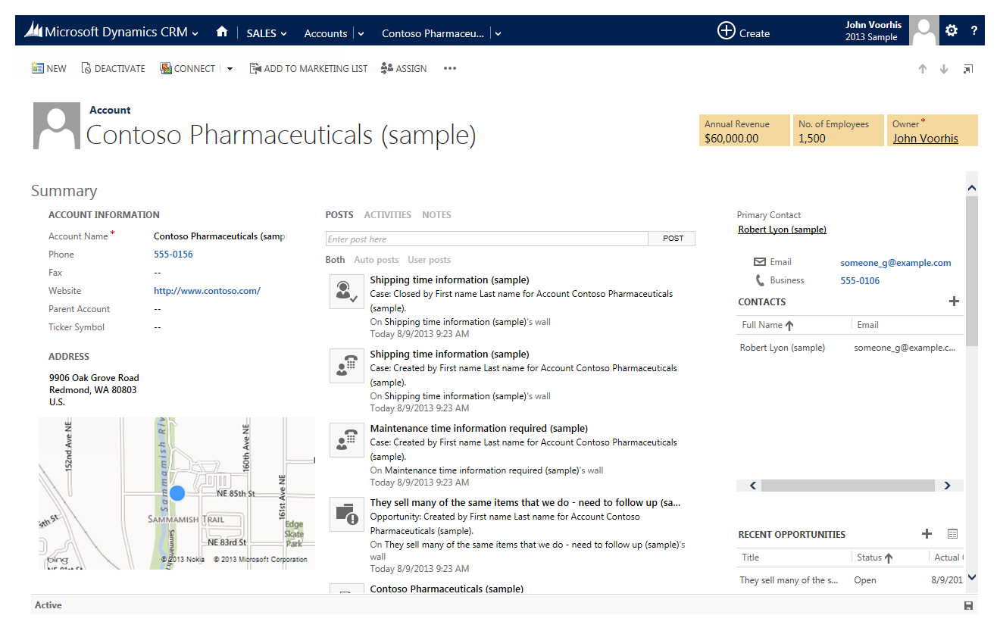 Microsoft Dynamics CRM
SALES
Accounts
Contoso Pharmaceu...
Create
John Voorhis
2013 Sample
?
NEW
DEACTIVATE
CONNECT
ADD TO MARKETING LIST
ASSIGN
•••
Account
Contoso Pharmaceuticals (sample)
Annual Revenue
$60,000.00
No. of Employees
1,500
Owner *
John Voorhis
Summary
ACCOUNT INFORMATION
Account Name * Contoso Pharmaceuticals (samp
Phone 555-0156
Fax --
Website http://www.contoso.com/
Parent Account --
Ticker Symbol --
ADDRESS
9906 Oak Grove Road
Redmond, WA 80803
U.S.
152nd Ave NE
Sammamish Riv
160th Ave NE
161st Ave NE
NE 85th St
SAMMAMISH TRAIL
Edge
Skate
Park
NE 83rd St
Sammam
bing
© 2013 Nokia © 2013 Microsoft Corporation
POSTS ACTIVITIES NOTES
Enter post here
POST
Both Auto posts User posts
Shipping time information (sample)
Case: Closed by First name Last name for Account Contoso Pharmaceuticals
(sample).
On Shipping time information (sample)'s wall
Today 8/9/2013 9:23 AM
Shipping time information (sample)
Case: Created by First name Last name for Account Contoso Pharmaceuticals
(sample).
On Shipping time information (sample)'s wall
Today 8/9/2013 9:23 AM
Maintenance time information required (sample)
Case: Created by First name Last name for Account Contoso Pharmaceuticals
(sample).
On Maintenance time information required (sample)'s wall
Today 8/9/2013 9:23 AM
They sell many of the same items that we do - need to follow up (sa...
Opportunity: Created by First name Last name for Account Contoso
Pharmaceuticals (sample).
On They sell many of the same items that we do - need to follow up (sample)'s
wall
Today 8/9/2013 9:23 AM
Contoso Pharmaceuticals (sample)
Primary Contact
Robert Lyon (sample)
Email someone_g@example.com
Business 555-0106
CONTACTS
Full Name Email
Robert Lyon (sample) someone_g@example.c...
RECENT OPPORTUNITIES
Title Status Actual
They sell many of the s... Open 8/9/201
Active